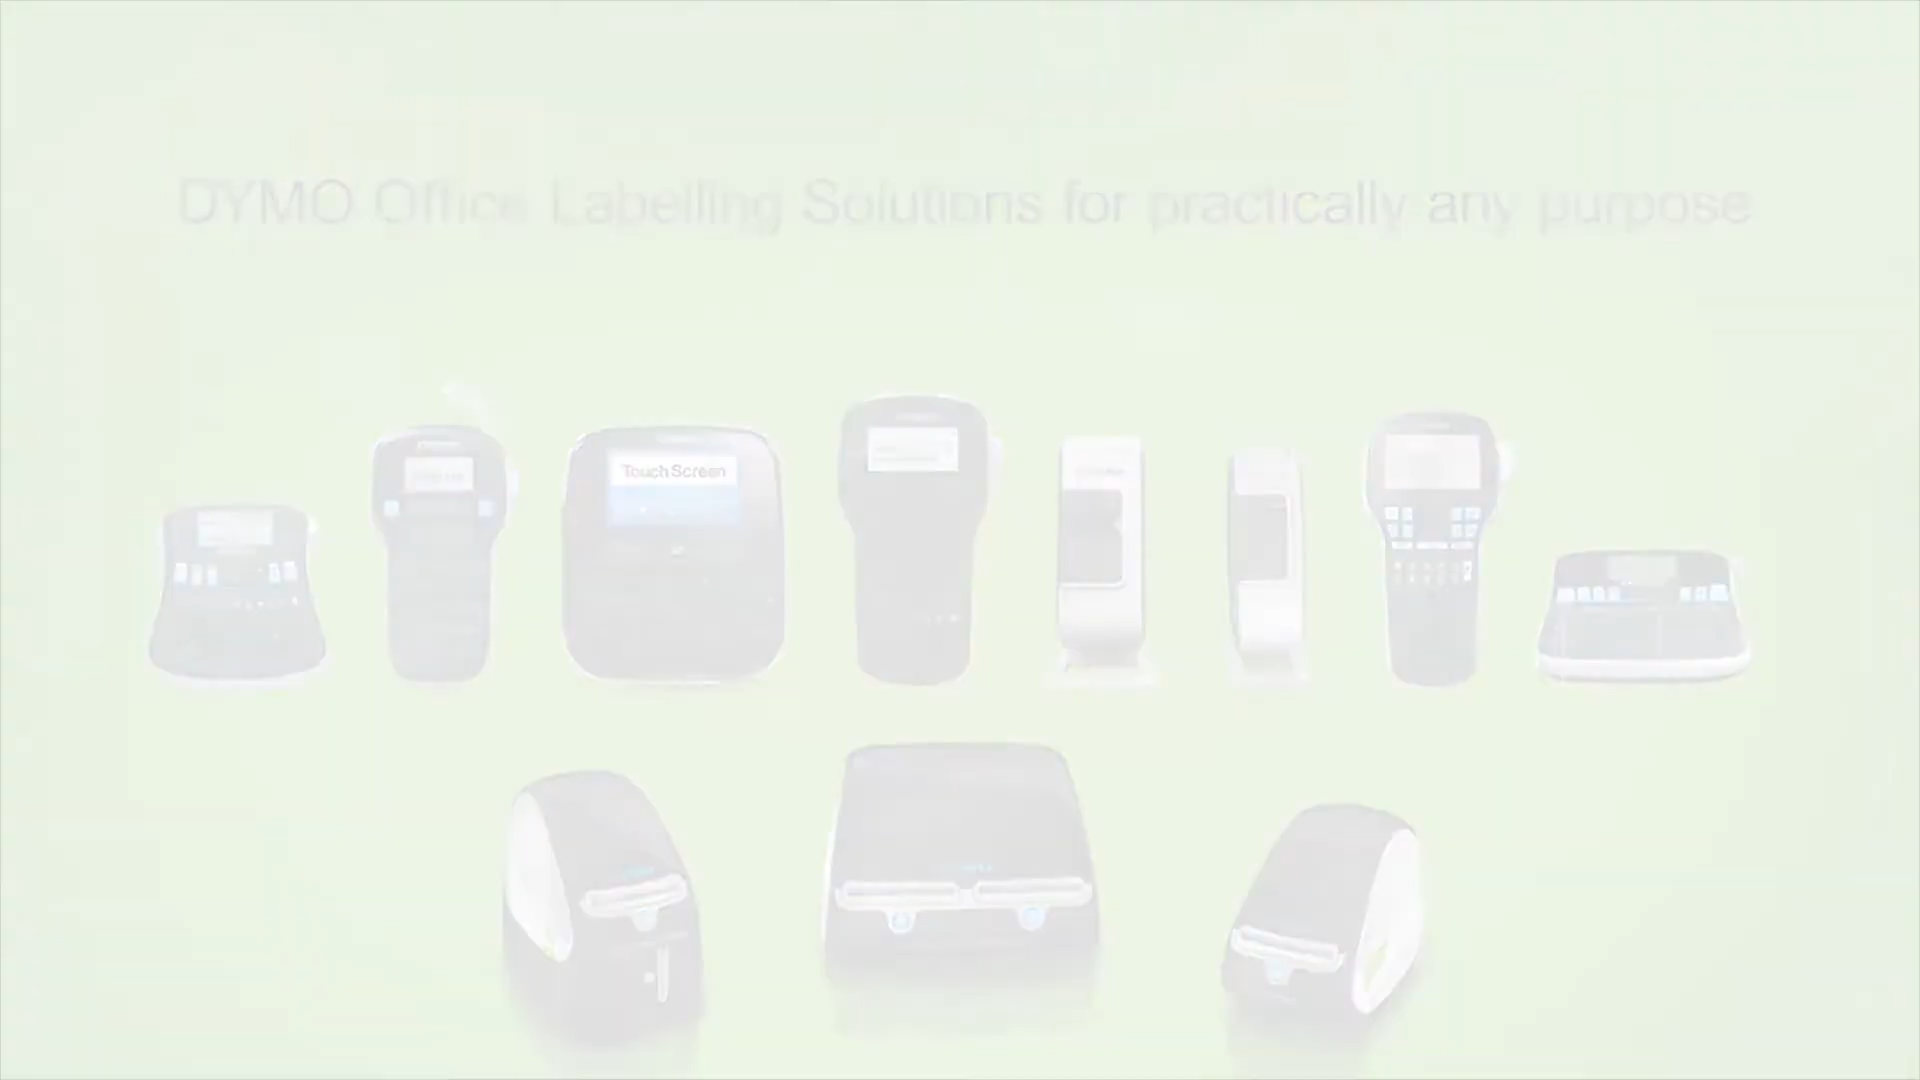 DYMO Office Labelling Solutions for practically any purpose
Touch Screen